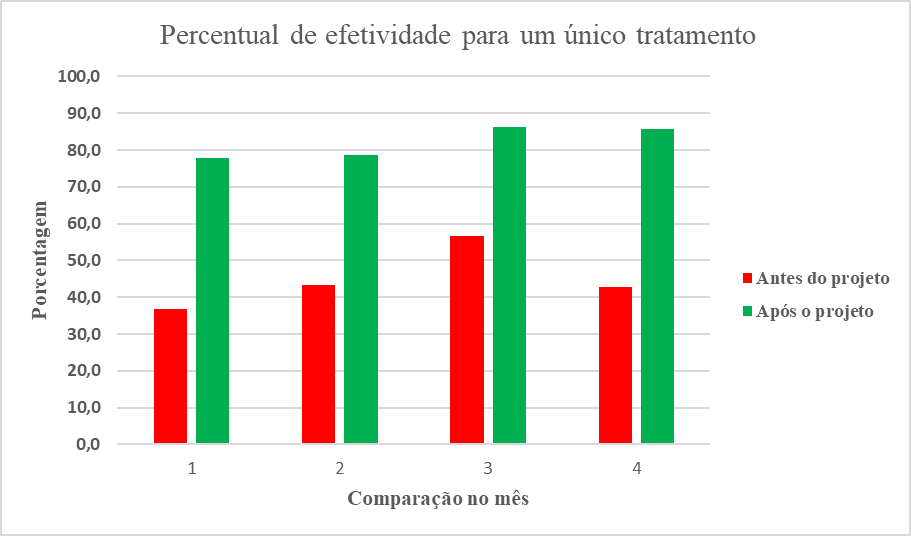 Percentual de efetividade para um único tratamento
100,0
90,0
80,0
70,0
60,0
50,0
40,0
30,0
20,0
10,0
0,0
Porcentagem
1 2 3 4
Comparação no mês
Antes do projeto
Após o projeto